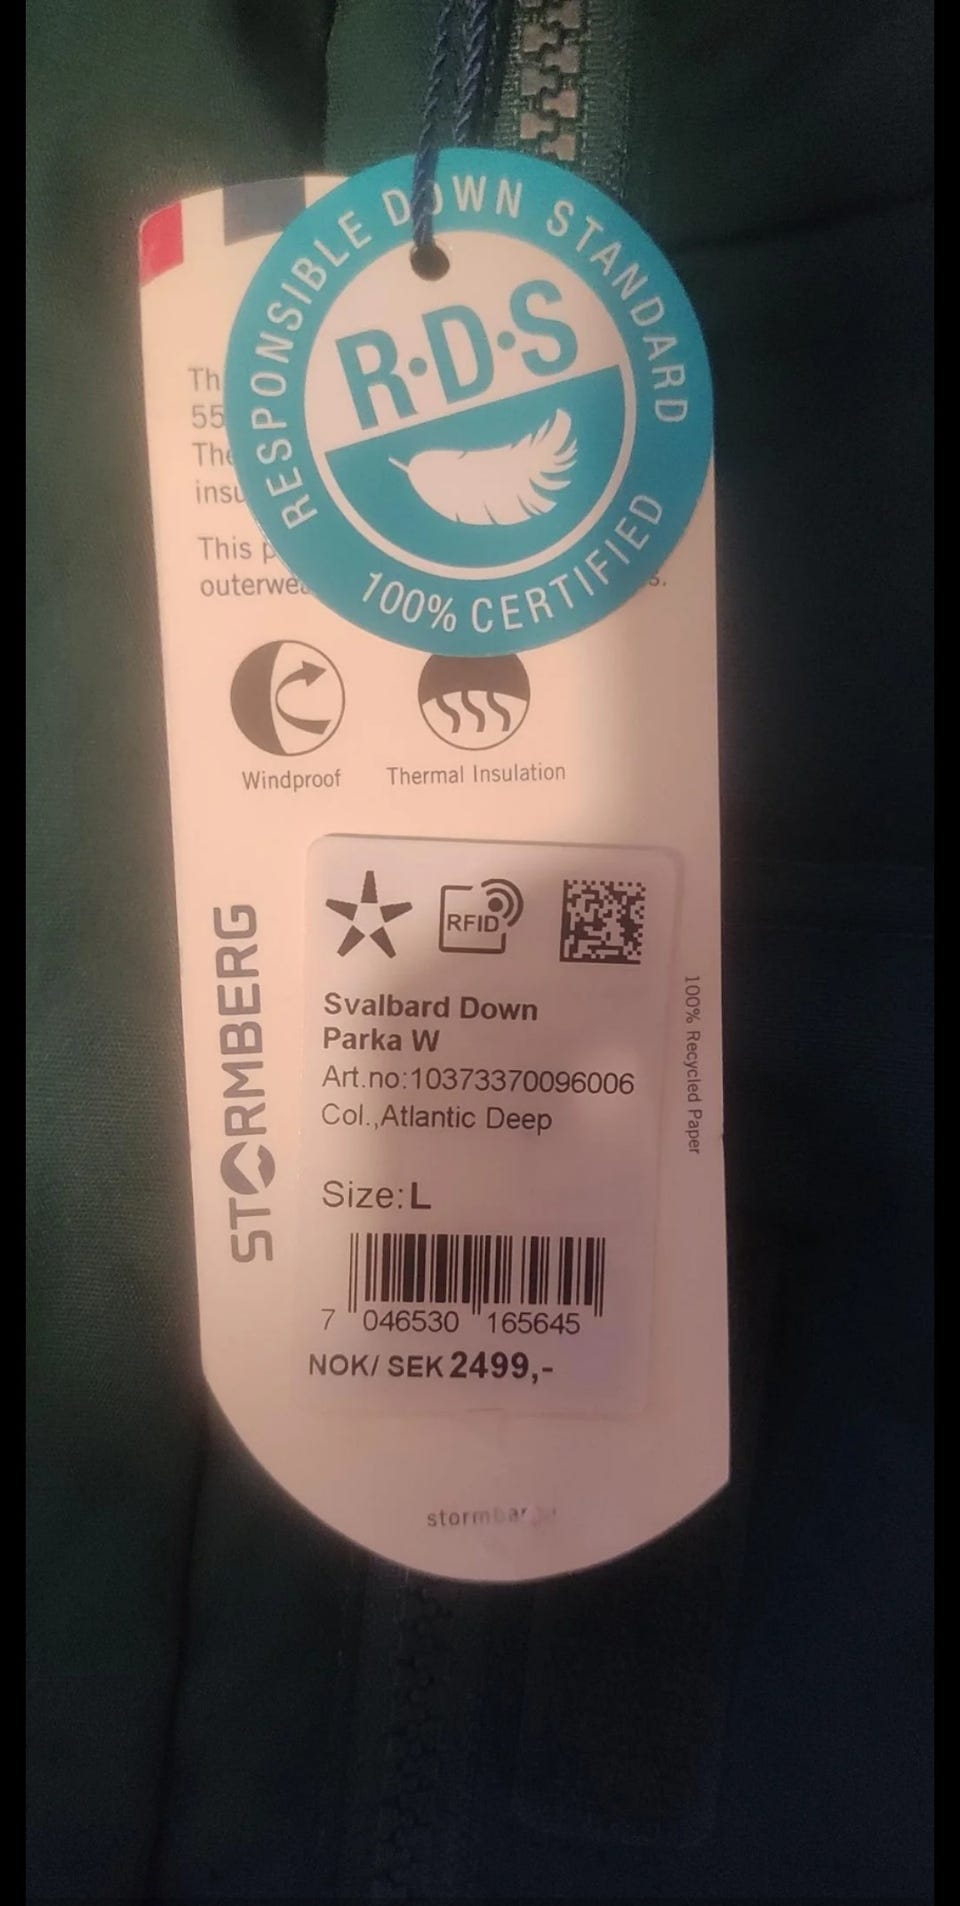 RESPONSIBLE DOWN STANDARD
R·D·S
100% CERTIFIED
Th
55
The
insu
This p
outerwea
s.
Windproof
Thermal Insulation
STORMBERG
RFID
Svalbard Down
Parka W
Art.no:10373370096006
Col.,Atlantic Deep
Size:L
7 046530 165645
NOK/ SEK 2499,-
100% Recycled Paper